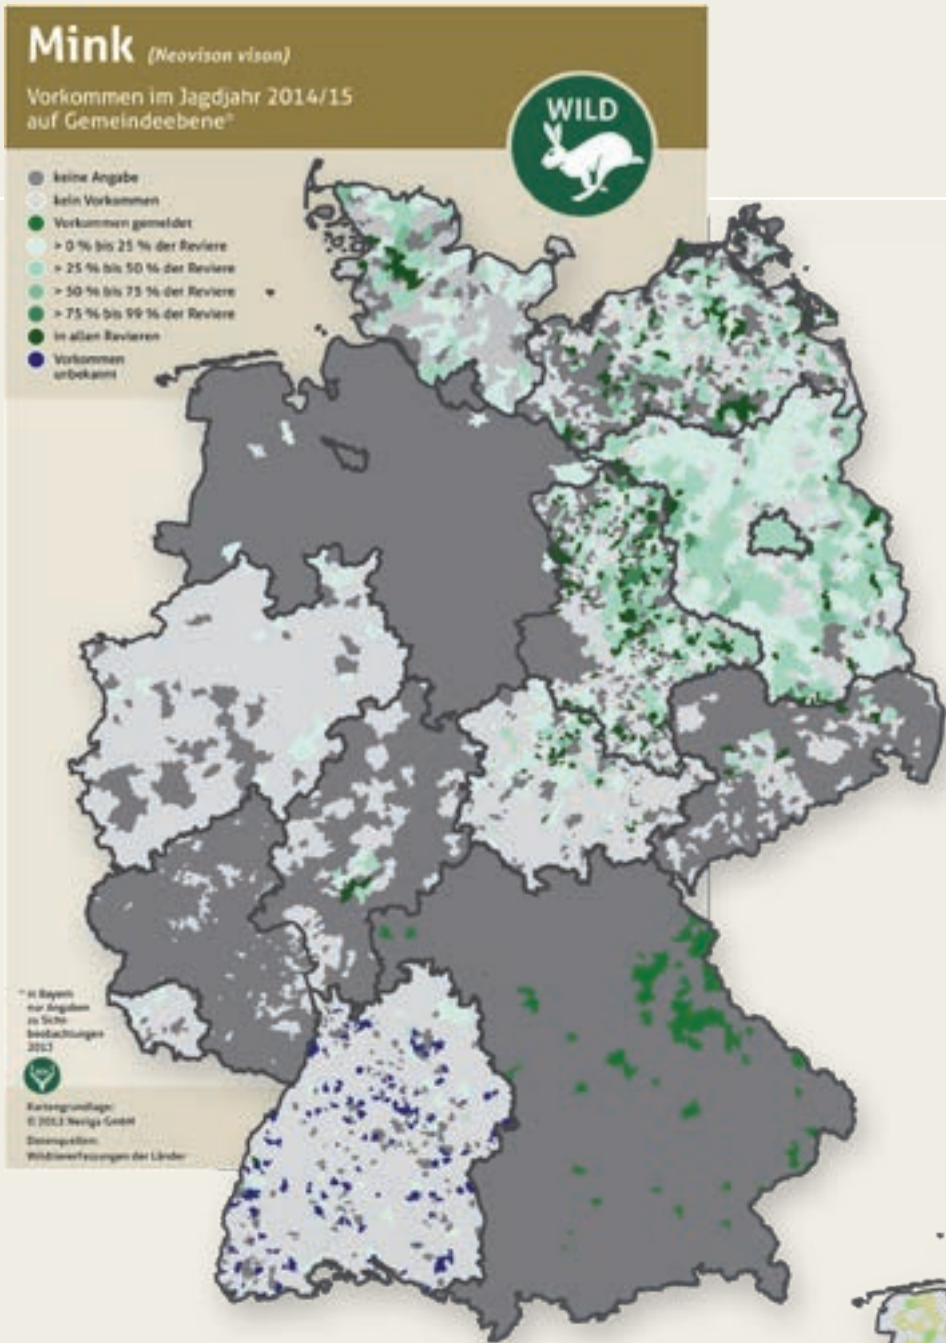 Mink (Neovison vison)
Vorkommen im Jagdjahr 2014/15
auf Gemeindeebene*
WILD
keine Angabe
kein Vorkommen
Vorkommen gemeldet
> 0 % bis 25 % der Reviere
> 25 % bis 50 % der Reviere
> 50 % bis 75 % der Reviere
> 75 % bis 99 % der Reviere
in allen Revieren
Vorkommen
unbekannt
* in Bayern
nur Angaben
zu Sicht-
beobachtungen
2013
Kartengrundlage:
© 2013 Nexiga GmbH
Datenquellen:
Wildtiererfassungen der Länder